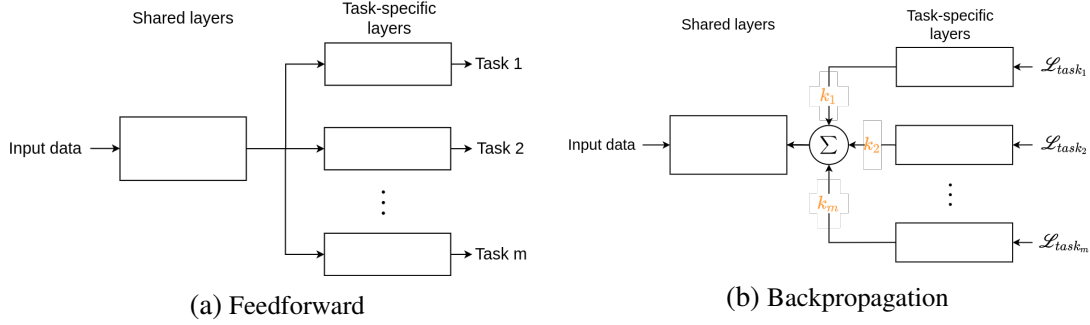 Shared layers
Task-specific
layers
Task 1
Input data
Task 2
Task m
(a) Feedforward
Shared layers
Task-specific
layers
ℒ_{task_1}
k_1
Input data
Σ
k_2
ℒ_{task_2}
k_m
ℒ_{task_m}
(b) Backpropagation